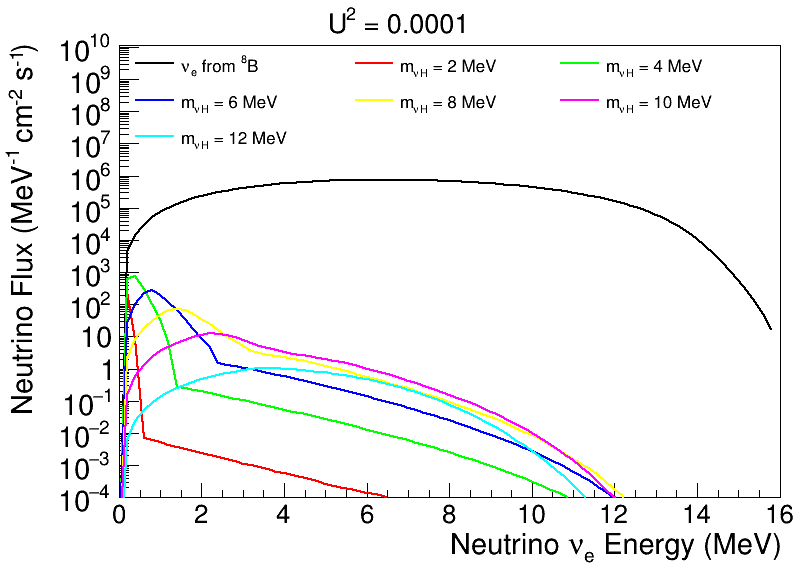 U² = 0.0001
Neutrino Flux (MeV⁻¹ cm⁻² s⁻¹)
10¹⁰
10⁹
10⁸
10⁷
10⁶
10⁵
10⁴
10³
10²
10
1
10⁻¹
10⁻²
10⁻³
10⁻⁴
νₑ from ⁸B
m_νH = 2 MeV
m_νH = 4 MeV
m_νH = 6 MeV
m_νH = 8 MeV
m_νH = 10 MeV
m_νH = 12 MeV
0 2 4 6 8 10 12 14 16
Neutrino νₑ Energy (MeV)